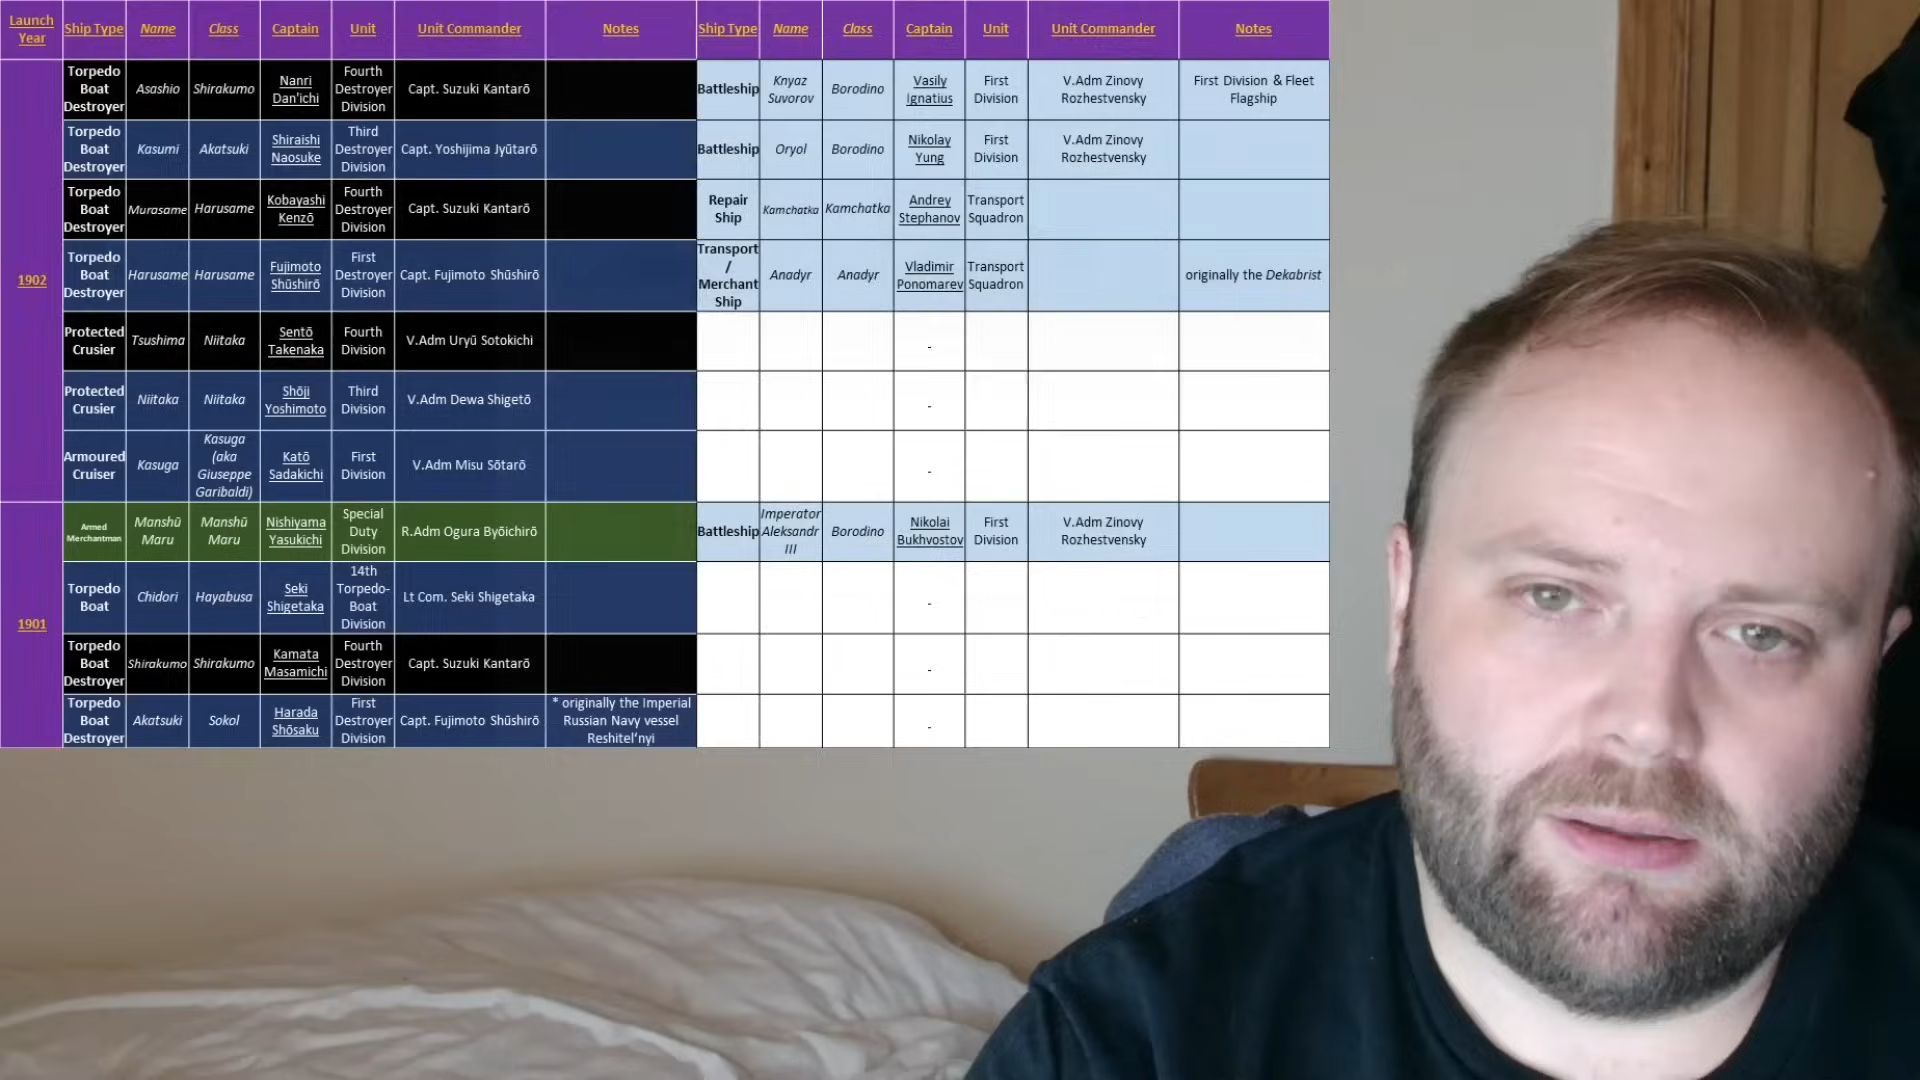 Launch Year Ship Type Name Class Captain Unit Unit Commander Notes Ship Type Name Class Captain Unit Unit Commander Notes
1902
Torpedo Boat Destroyer Asashio Shirakumo Nanri Dan'ichi Fourth Destroyer Division Capt. Suzuki Kantarō Battleship Knyaz Suvorov Borodino Vasily Ignatius First Division V.Adm Zinovy Rozhestvensky First Division & Fleet Flagship
Torpedo Boat Destroyer Kasumi Akatsuki Shiraishi Naosuke Third Destroyer Division Capt. Yoshijima Jyūtarō Battleship Oryol Borodino Nikolay Yung First Division V.Adm Zinovy Rozhestvensky
Torpedo Boat Destroyer Murasame Harusame Kobayashi Kenzō Fourth Destroyer Division Capt. Suzuki Kantarō Repair Ship Kamchatka Kamchatka Andrey Stephanov Transport Squadron
Torpedo Boat Destroyer Harusame Harusame Fujimoto Shūshirō First Destroyer Division Capt. Fujimoto Shūshirō Transport / Merchant Ship Anadyr Anadyr Vladimir Ponomarev Transport Squadron originally the Dekabrist
Protected Crusier Tsushima Niitaka Sentō Takenaka Fourth Division V.Adm Uryū Sotokichi -
Protected Crusier Niitaka Niitaka Shōji Yoshimoto Third Division V.Adm Dewa Shigetō -
Armoured Cruiser Kasuga Kasuga (aka Giuseppe Garibaldi) Katō Sadakichi First Division V.Adm Misu Sōtarō -
1901
Armed Merchantman Manshū Maru Manshū Maru Nishiyama Yasukichi Special Duty Division R.Adm Ogura Byōichirō Battleship Imperator Aleksandr III Borodino Nikolai Bukhvostov First Division V.Adm Zinovy Rozhestvensky
Torpedo Boat Chidori Hayabusa Seki Shigetaka 14th Torpedo-Boat Division Lt Com. Seki Shigetaka -
Torpedo Boat Destroyer Shirakumo Shirakumo Kamata Masamichi Fourth Destroyer Division Capt. Suzuki Kantarō -
Torpedo Boat Destroyer Akatsuki Sokol Harada Shōsaku First Destroyer Division Capt. Fujimoto Shūshirō * originally the Imperial Russian Navy vessel Reshitel'nyi -